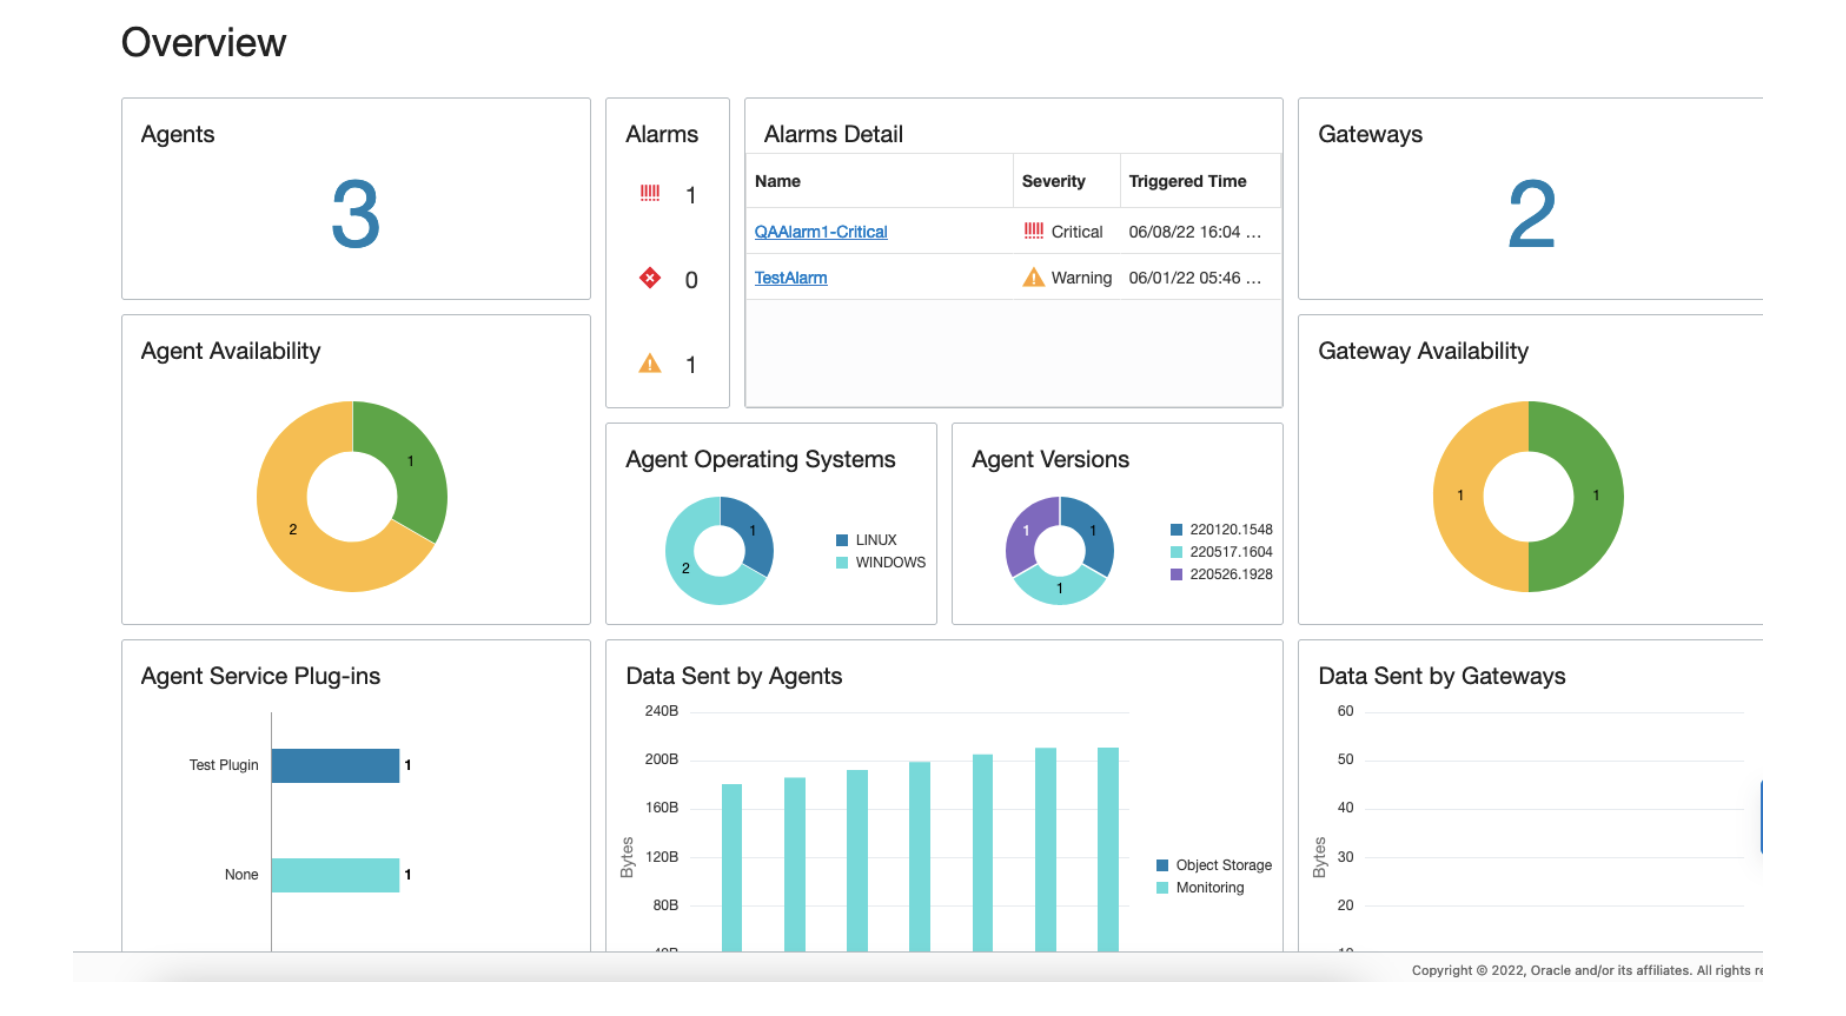 Overview
Agents
3
Alarms
1
0
1
Alarms Detail
Name Severity Triggered Time
QAAlarm1-Critical Critical 06/08/22 16:04 ...
TestAlarm Warning 06/01/22 05:46 ...
Gateways
2
Agent Availability
1
2
Agent Operating Systems
1
2
LINUX
WINDOWS
Agent Versions
1
1
1
220120.1548
220517.1604
220526.1928
Gateway Availability
1
1
Agent Service Plug-ins
Test Plugin 1
None 1
Data Sent by Agents
240B
200B
160B
120B
80B
Bytes
Object Storage
Monitoring
Data Sent by Gateways
60
50
40
30
20
Bytes
Copyright © 2022, Oracle and/or its affiliates. All rights